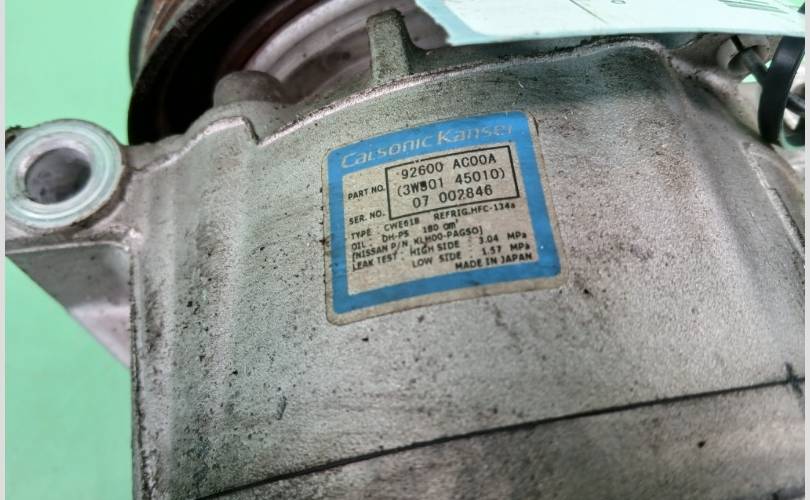 Calsonic Kansei
PART NO. 92600 AC00A
(3W901 45010)
SER. NO. 07 002846
TYPE : CWE618 REFRIG.HFC-134a
OIL : DH-PS 180 cm³
[NISSAN P/N KLH00-PAGS0]
LEAK TEST : HIGH SIDE 3.04 MPa
LOW SIDE 1.57 MPa
MADE IN JAPAN